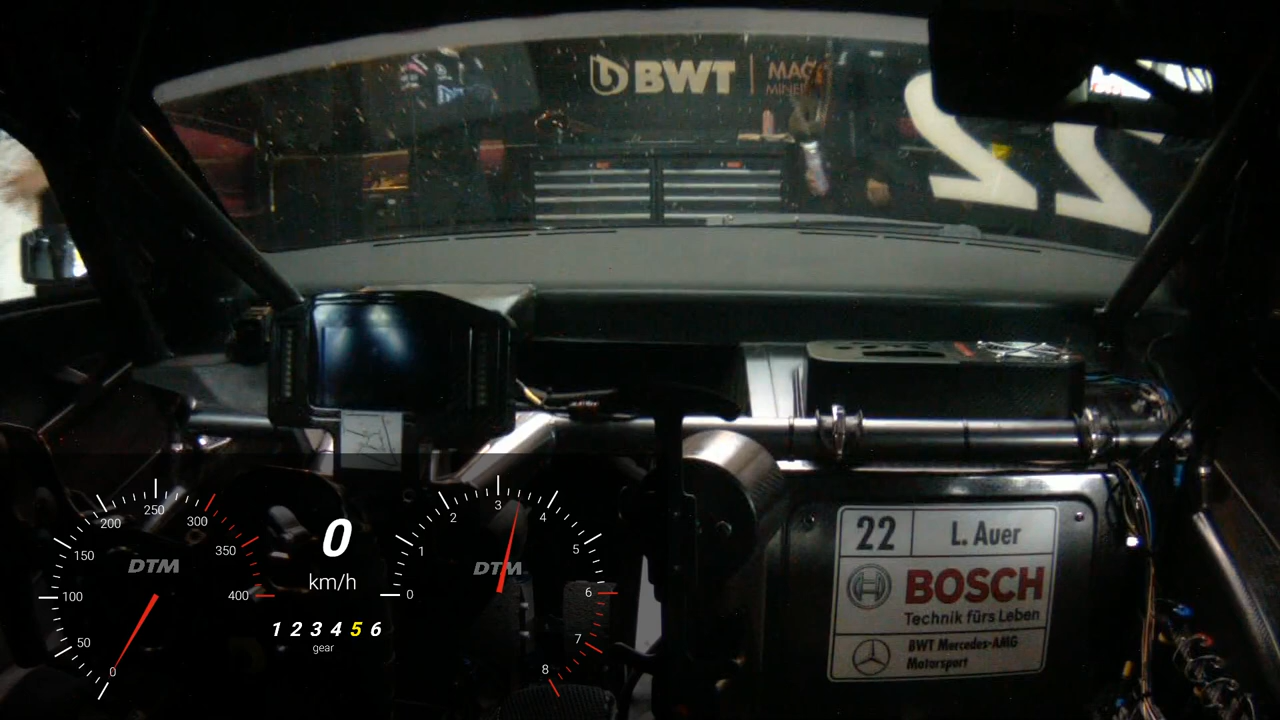 BWT
MAG
MINE
22
250
200
300
150
350
DTM
100
400
50
0
0
km/h
1 2 3 4 5 6
gear
3
2
4
1
5
DTM
0
6
7
8
22
L. Auer
BOSCH
Technik fürs Leben
BWT Mercedes-AMG
Motorsport